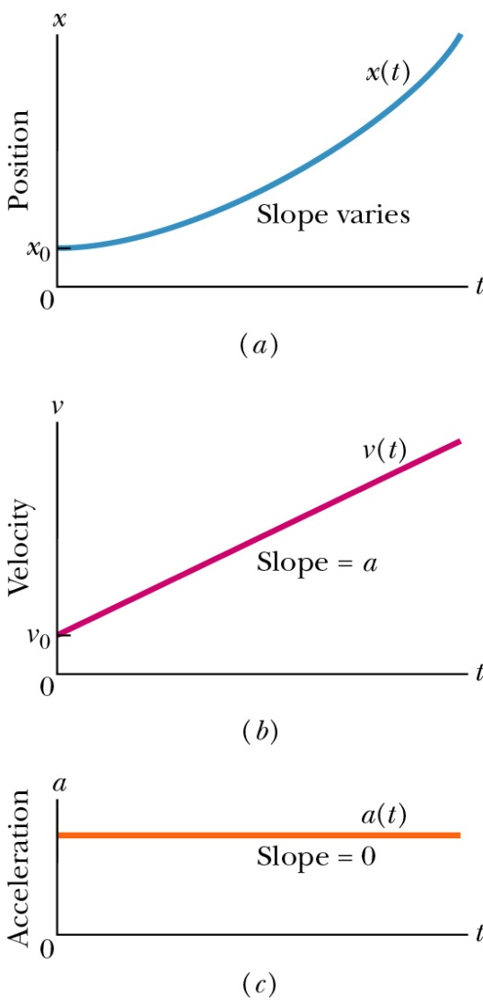 x
x(t)
Position
Slope varies
x0
0
t
(a)
v
v(t)
Velocity
Slope = a
v0
0
t
(b)
a
a(t)
Acceleration
Slope = 0
0
t
(c)